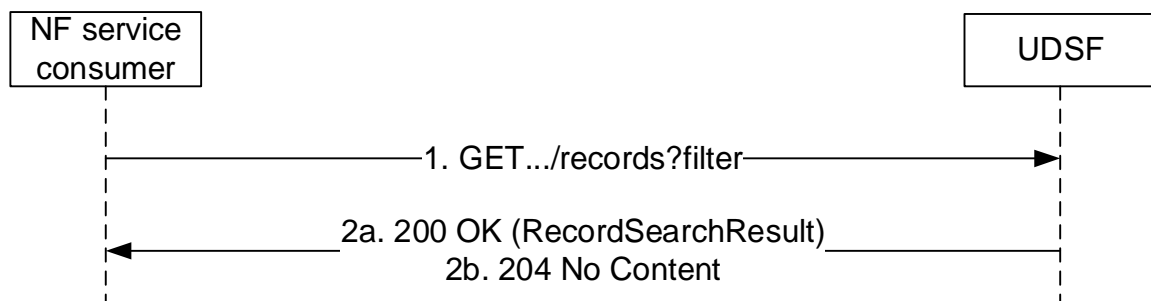 NF service
consumer
UDSF
1. GET.../records?filter
2a. 200 OK (RecordSearchResult)
2b. 204 No Content